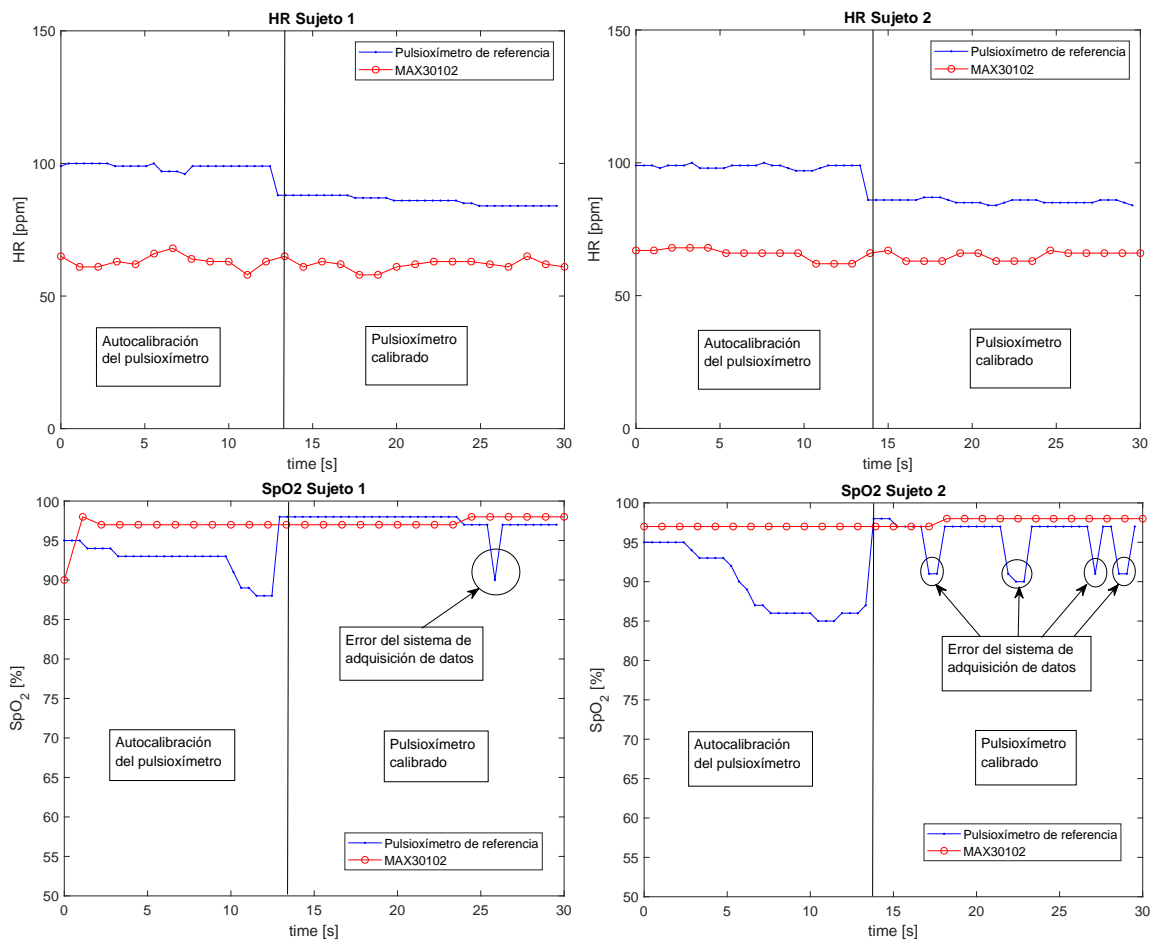 HR Sujeto 1
150
100
50
0
HR [ppm]
0 5 10 15 20 25 30
time [s]
Pulsioxímetro de referencia
MAX30102
Autocalibración
del pulsioxímetro
Pulsioxímetro
calibrado
HR Sujeto 2
150
100
50
0
HR [ppm]
0 5 10 15 20 25 30
time [s]
Pulsioxímetro de referencia
MAX30102
Autocalibración
del pulsioxímetro
Pulsioxímetro
calibrado
SpO2 Sujeto 1
100
95
90
85
80
75
70
65
60
55
50
SpO2 [%]
0 5 10 15 20 25 30
time [s]
Error del sistema de
adquisición de datos
Autocalibración
del pulsioxímetro
Pulsioxímetro
calibrado
Pulsioxímetro de referencia
MAX30102
SpO2 Sujeto 2
100
95
90
85
80
75
70
65
60
55
50
SpO2 [%]
0 5 10 15 20 25 30
time [s]
Error del sistema de
adquisición de datos
Autocalibración
del pulsioxímetro
Pulsioxímetro
calibrado
Pulsioxímetro de referencia
MAX30102